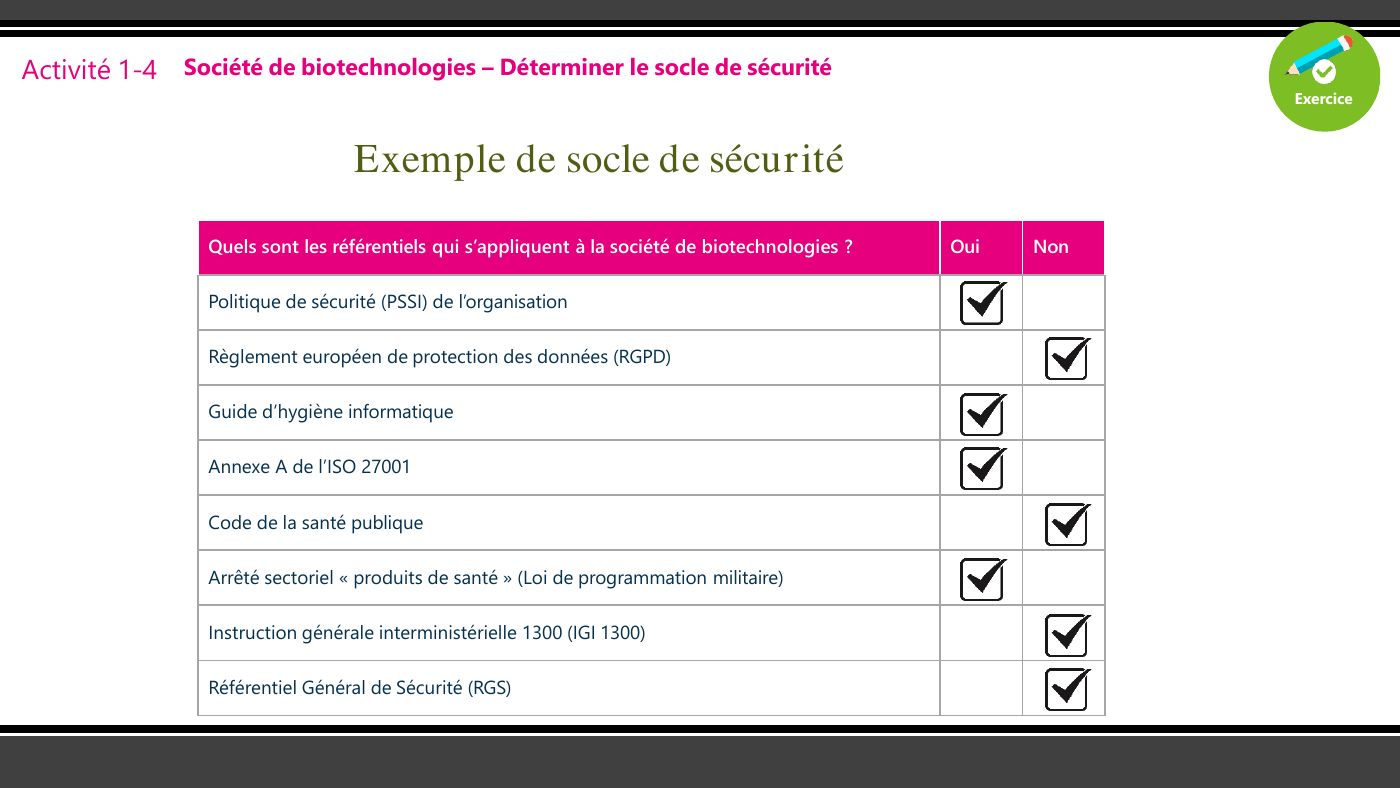 Activité 1-4 Société de biotechnologies – Déterminer le socle de sécurité
Exercice
Exemple de socle de sécurité
Quels sont les référentiels qui s’appliquent à la société de biotechnologies ? Oui Non
Politique de sécurité (PSSI) de l’organisation
Règlement européen de protection des données (RGPD)
Guide d’hygiène informatique
Annexe A de l’ISO 27001
Code de la santé publique
Arrêté sectoriel « produits de santé » (Loi de programmation militaire)
Instruction générale interministérielle 1300 (IGI 1300)
Référentiel Général de Sécurité (RGS)